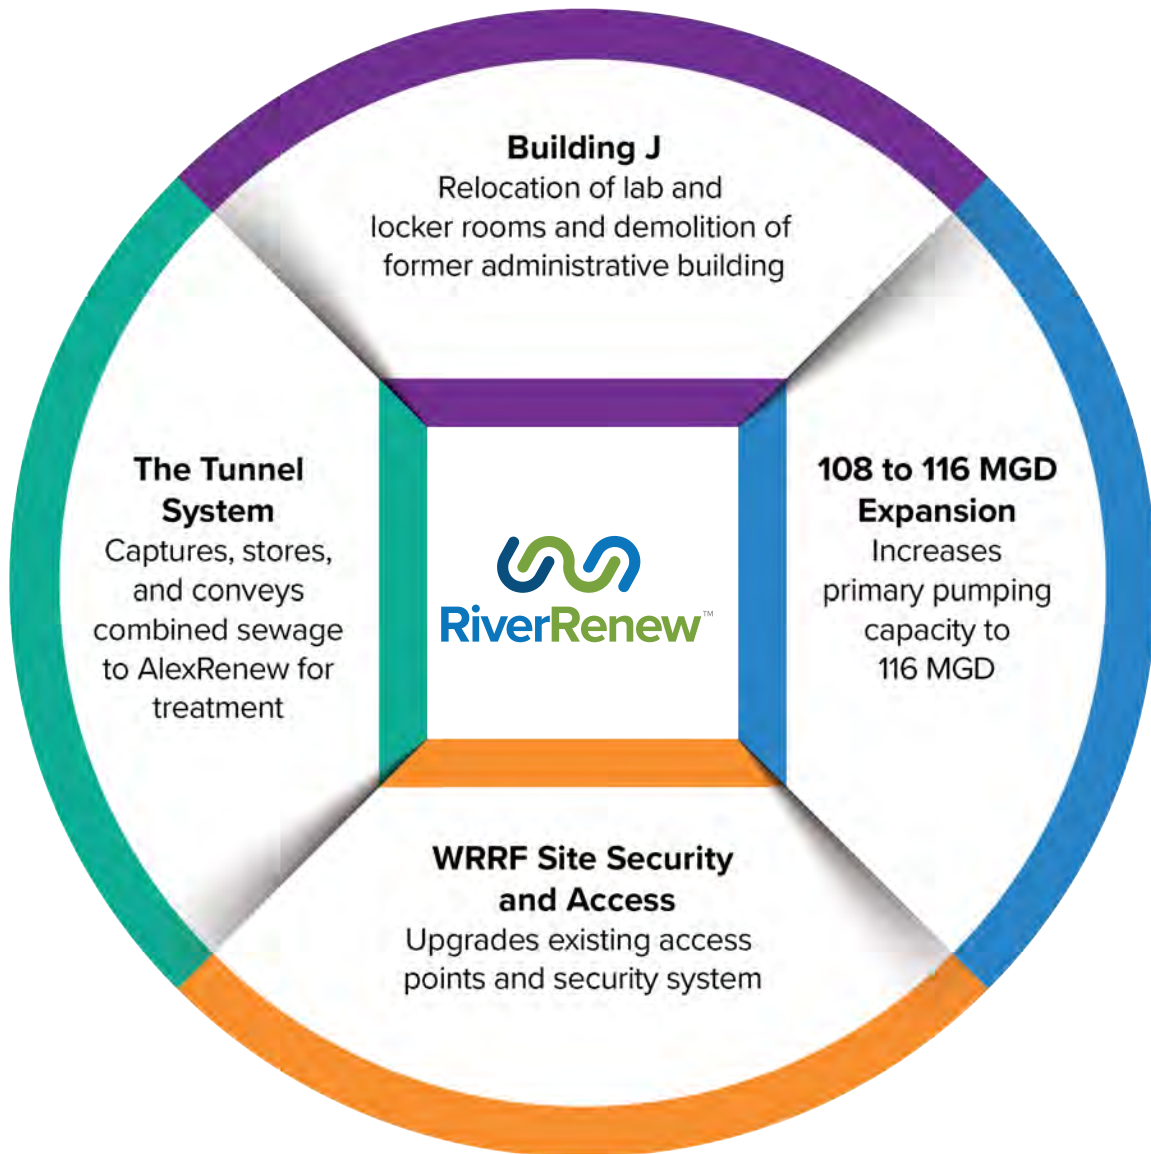 Building J
Relocation of lab and
locker rooms and demolition of
former administrative building
The Tunnel
System
Captures, stores,
and conveys
combined sewage
to AlexRenew for
treatment
RiverRenew™
108 to 116 MGD
Expansion
Increases
primary pumping
capacity to
116 MGD
WRRF Site Security
and Access
Upgrades existing access
points and security system